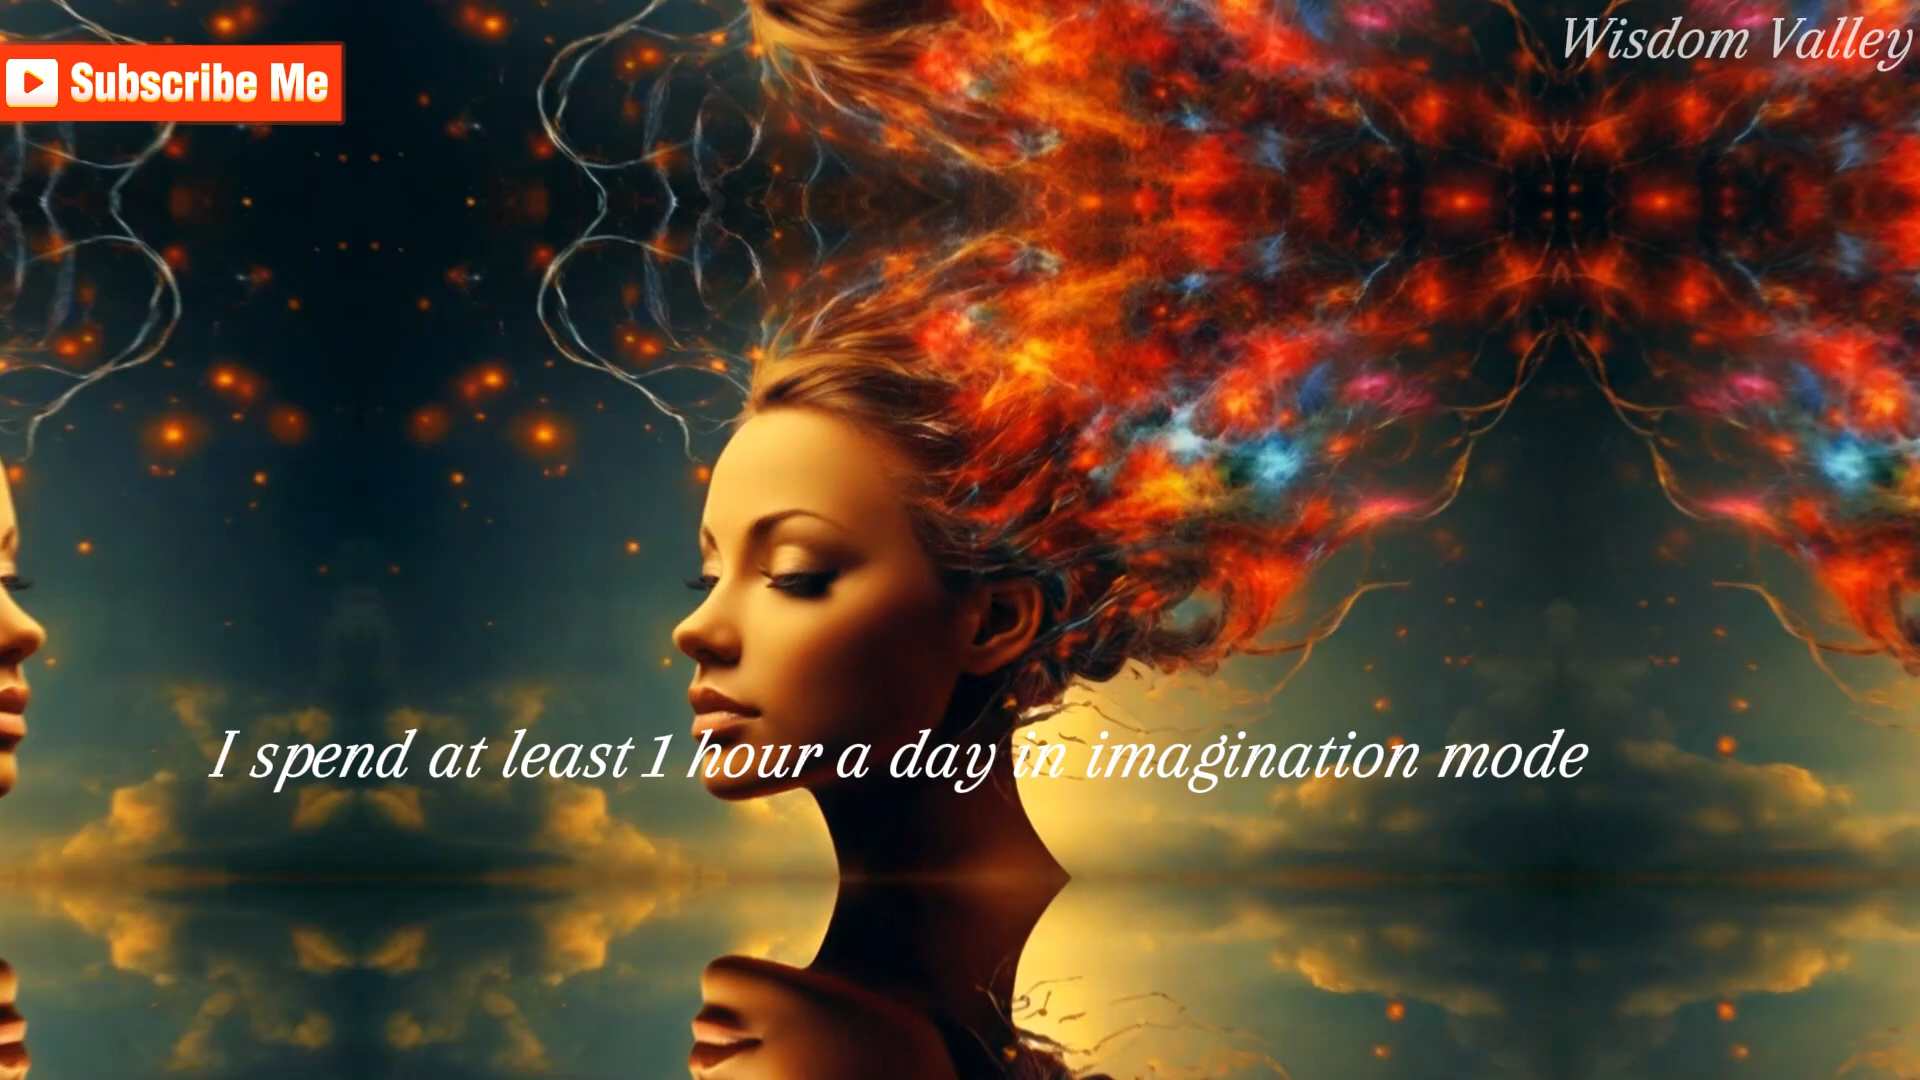 Wisdom Valley
Subscribe Me
I spend at least 1 hour a day in imagination mode